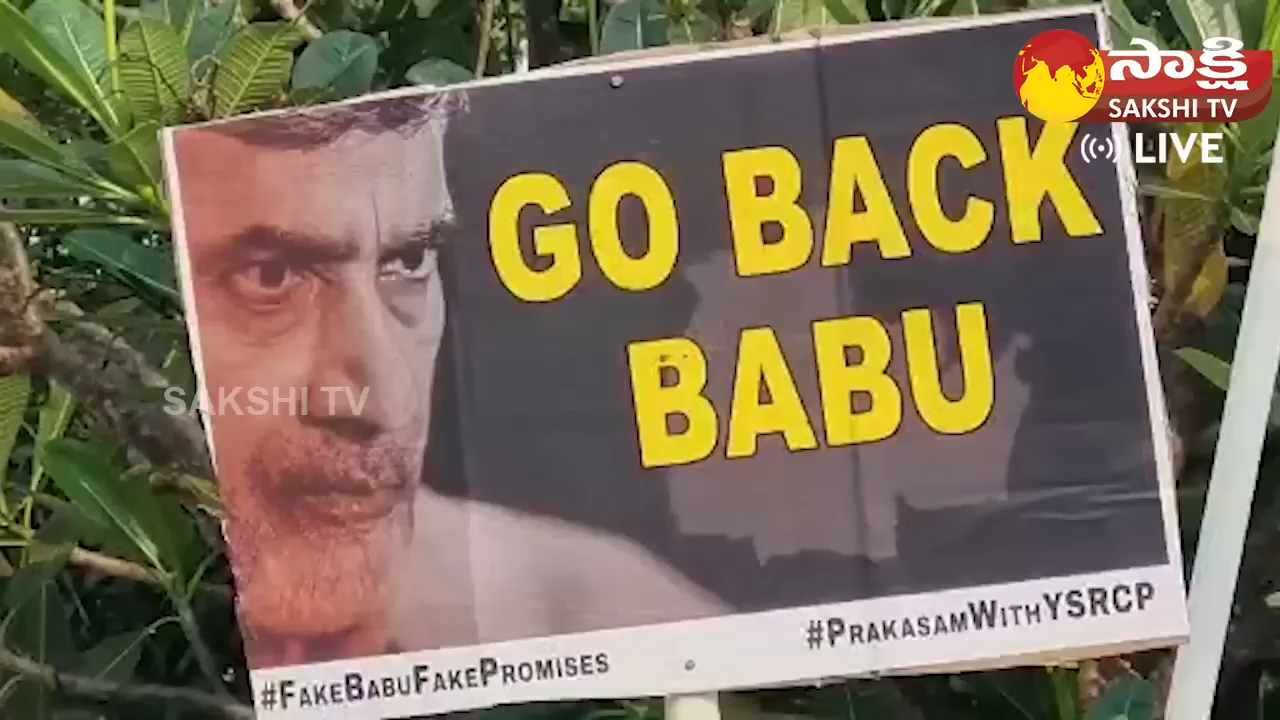 సాక్షి
SAKSHI TV
LIVE
GO BACK
BABU
SAKSHI TV
#PRAKASAMWITHYSRCP
#FAKEBABUFAKEPROMISES